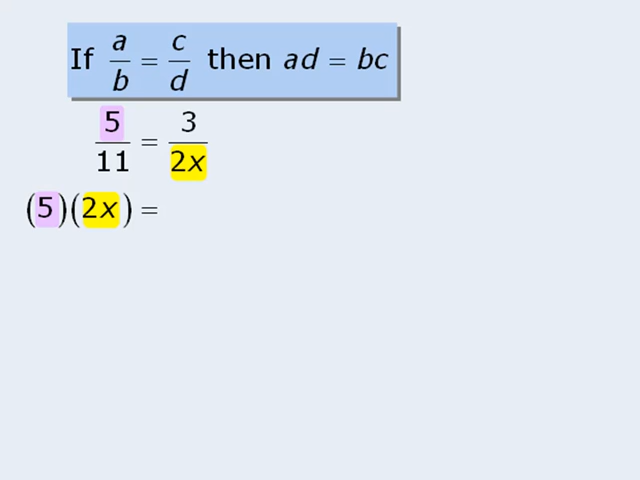 If a/b = c/d then ad = bc
5/11 = 3/2x
(5)(2x) =